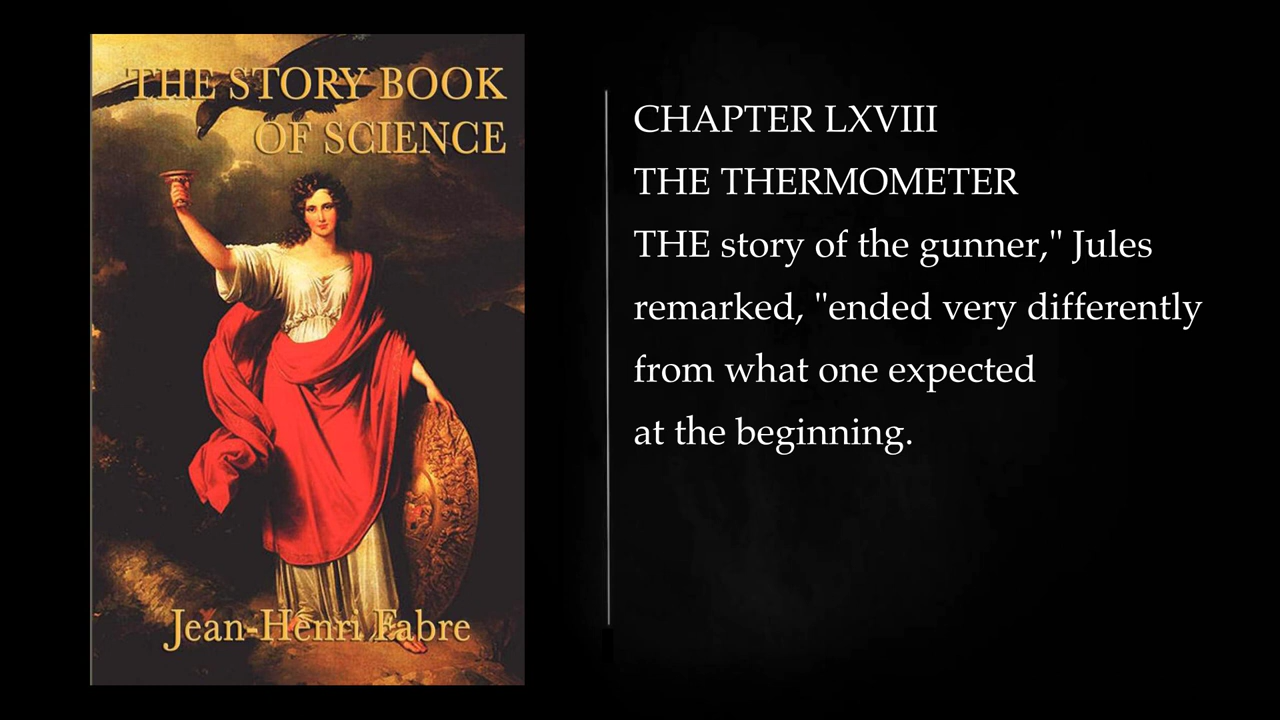 THE STORY BOOK
OF SCIENCE
Jean-Henri Fabre
CHAPTER LXVIII
THE THERMOMETER
THE story of the gunner," Jules
remarked, "ended very differently
from what one expected
at the beginning.